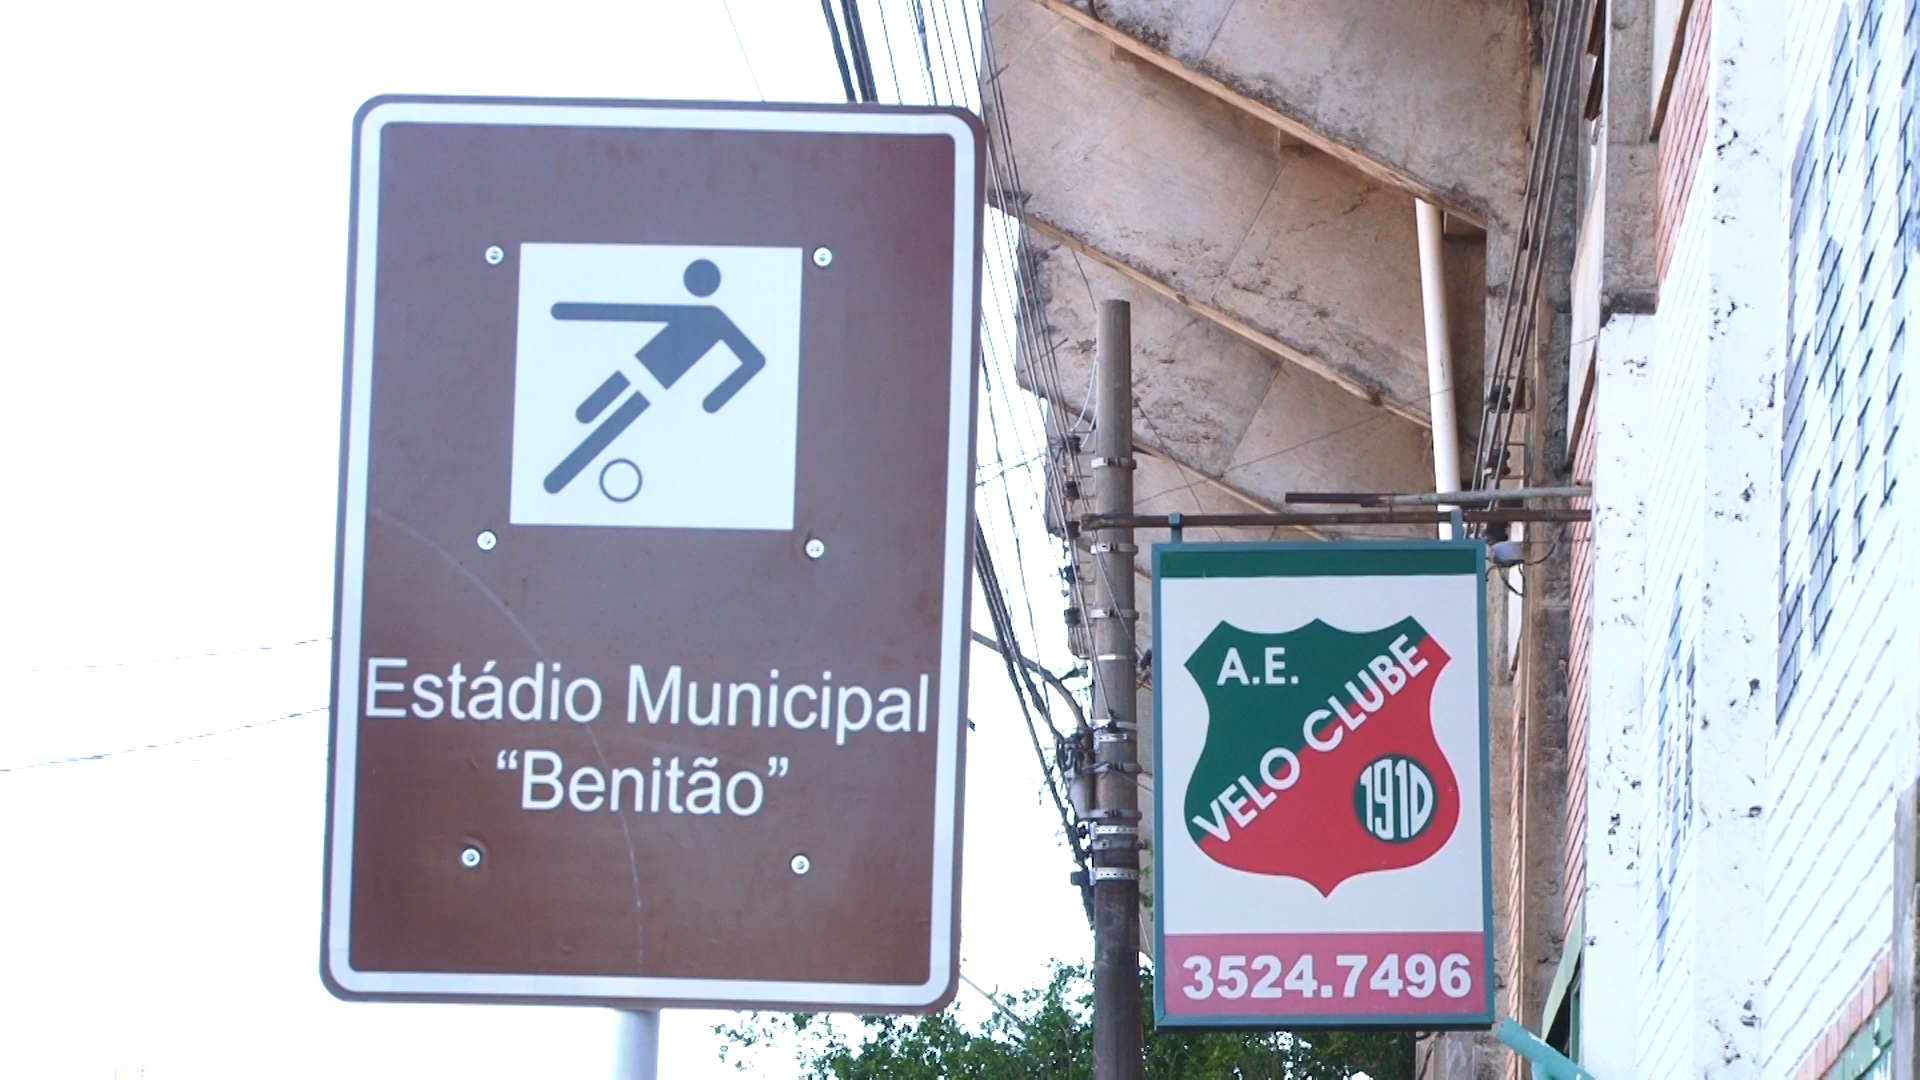 Estádio Municipal
“Benitão”
A.E.
VELO CLUBE
1910
3524.7496